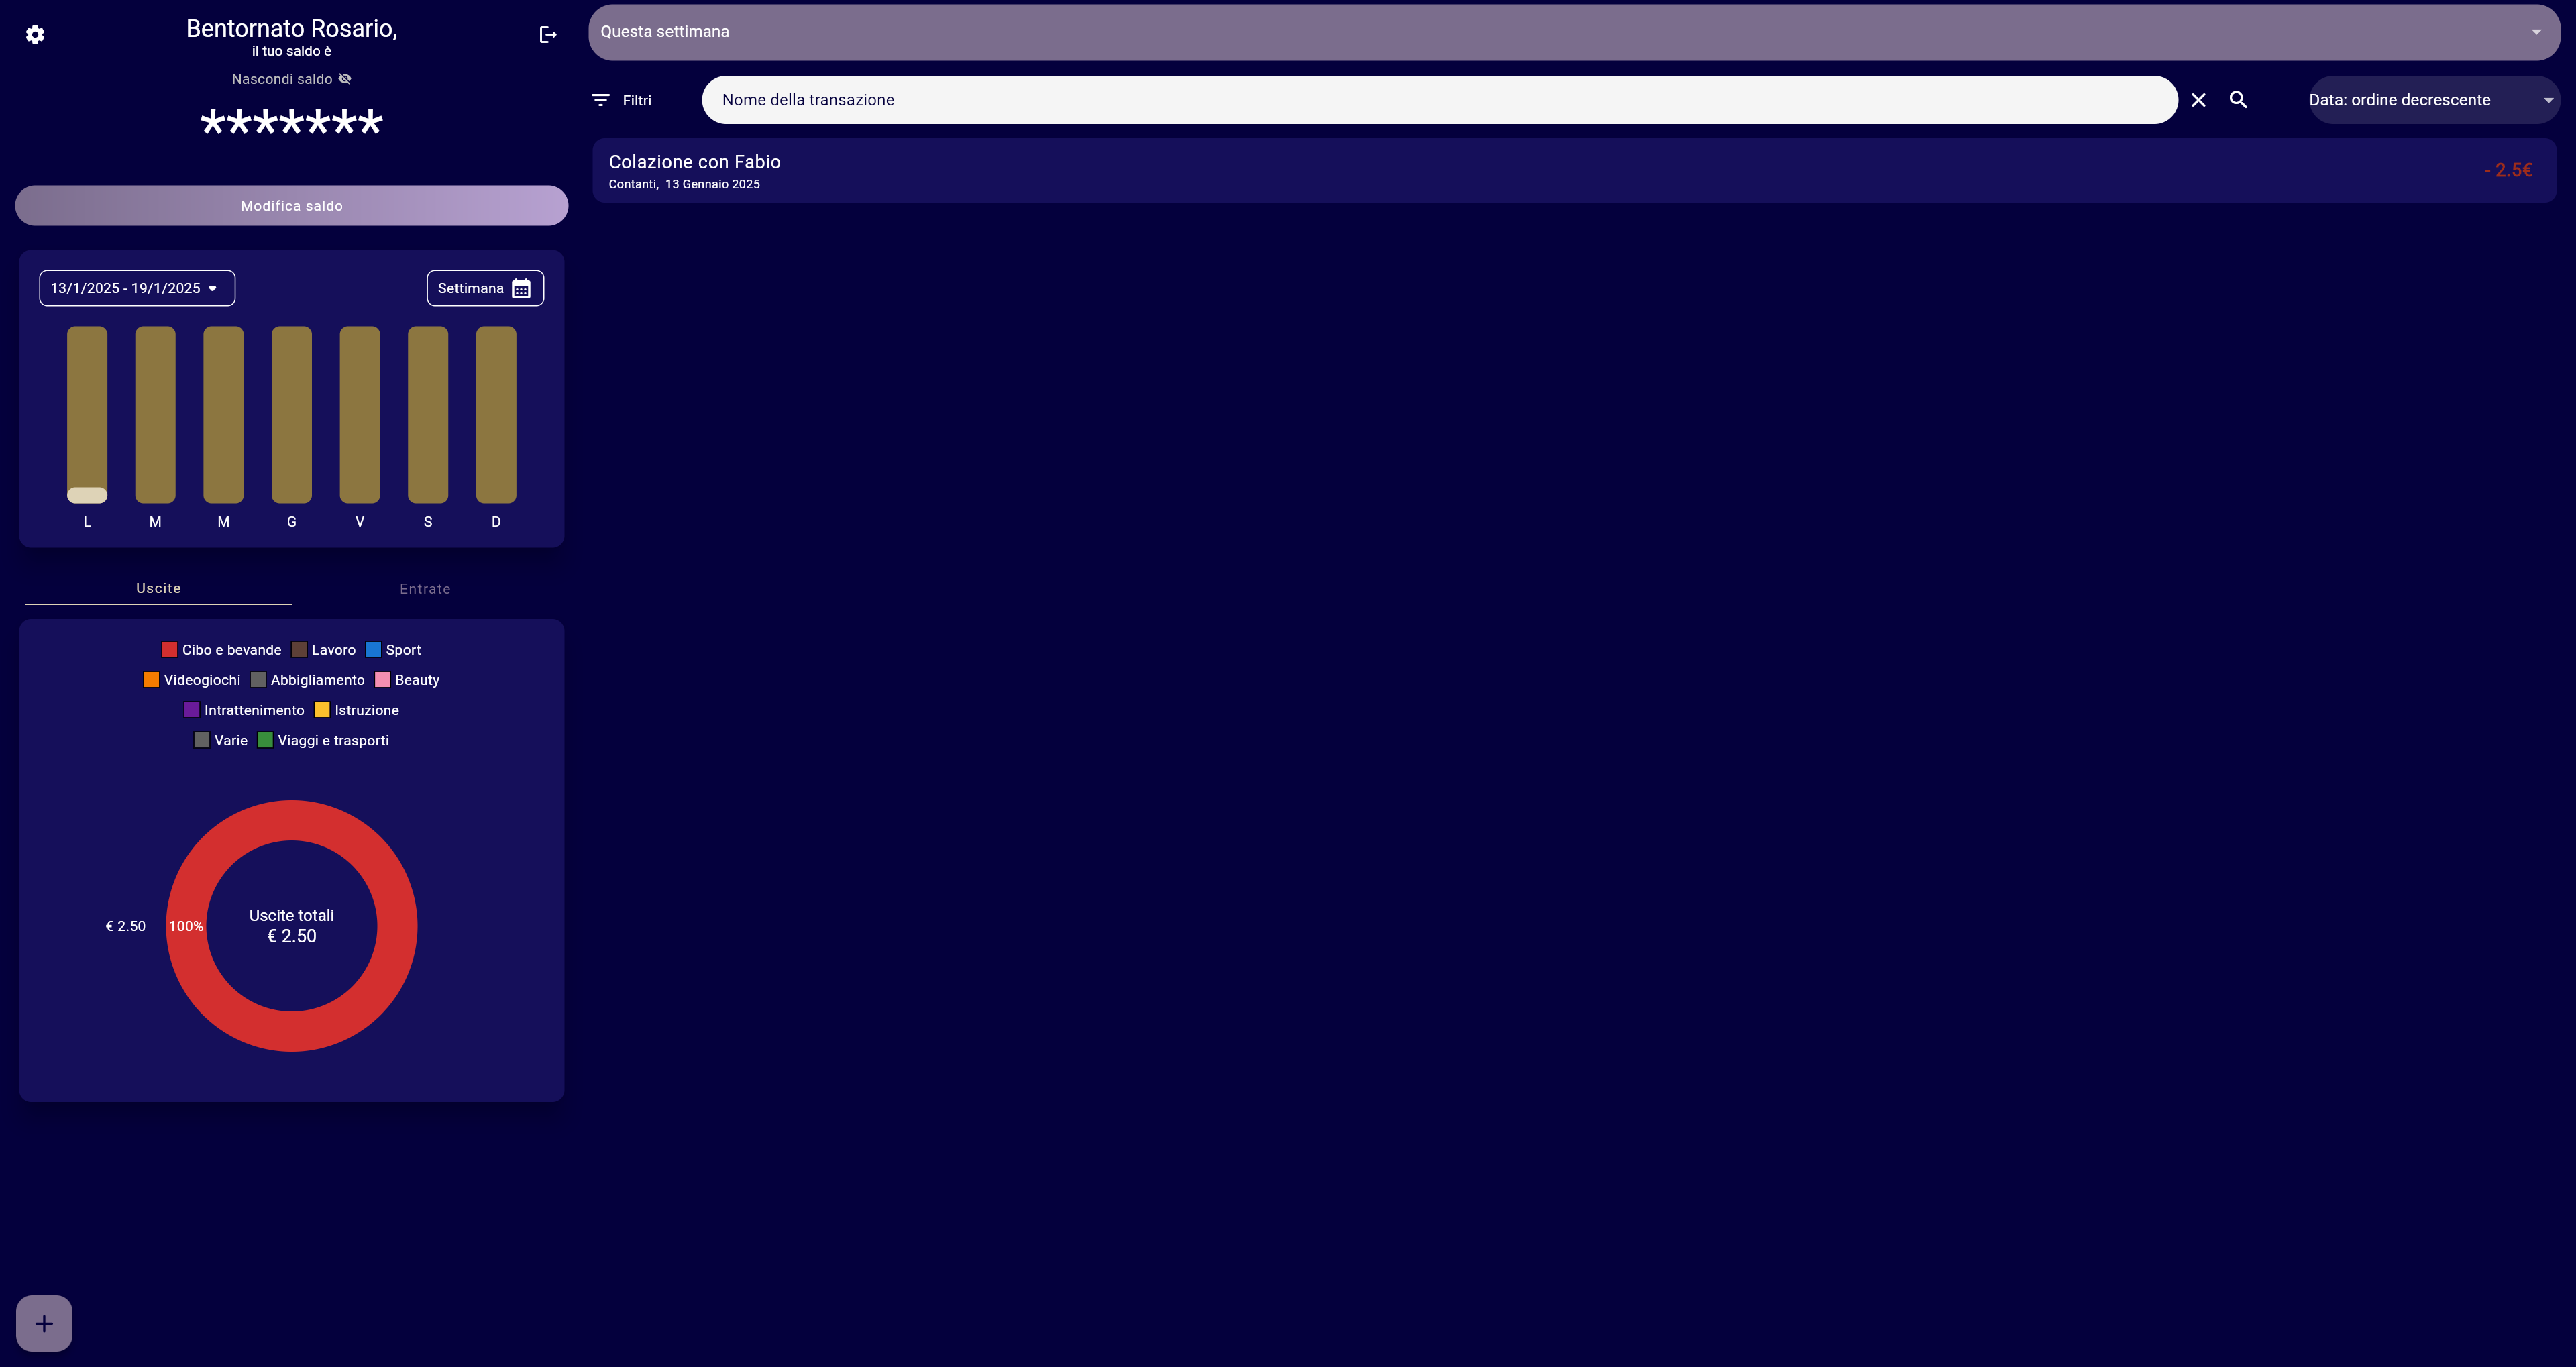 Bentornato Rosario,
il tuo saldo è
Nascondi saldo
*******
Modifica saldo
13/1/2025 - 19/1/2025
Settimana
L M M G V S D
Uscite
Entrate
Cibo e bevande Lavoro Sport
Videogiochi Abbigliamento Beauty
Intrattenimento Istruzione
Varie Viaggi e trasporti
€ 2.50
100%
Uscite totali
€ 2.50
Questa settimana
Filtri
Nome della transazione
Data: ordine decrescente
Colazione con Fabio
Contanti, 13 Gennaio 2025
- 2.5€